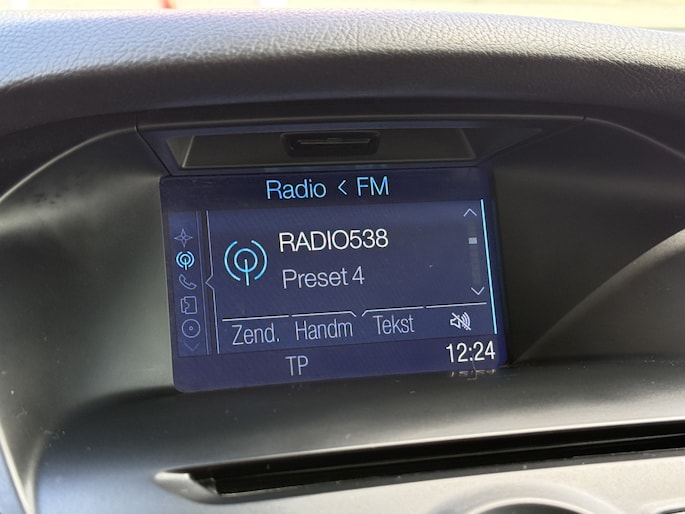 Radio < FM
RADIO538
Preset 4
Zend. Handm Tekst
TP
12:24